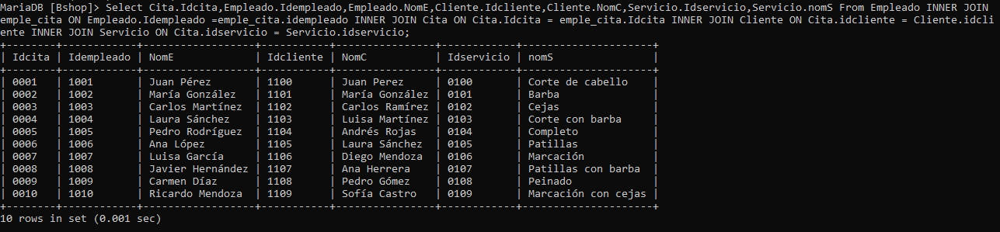 MariaDB [Bshop]> Select Cita.Idcita,Empleado.Idempleado,Empleado.NomE,Cliente.Idcliente,Cliente.NomC,Servicio.Idservicio,Servicio.nomS From Empleado INNER JOIN
emple_cita ON Empleado.Idempleado =emple_cita.idempleado INNER JOIN Cita ON Cita.Idcita = emple_cita.Idcita INNER JOIN Cliente ON Cita.idcliente = Cliente.idcli
ente INNER JOIN Servicio ON Cita.idservicio = Servicio.idservicio;
+--------+------------+------------------+-----------+----------------+------------+---------------------+
| Idcita | Idempleado | NomE             | Idcliente | NomC           | Idservicio | nomS                |
+--------+------------+------------------+-----------+----------------+------------+---------------------+
| 0001   | 1001       | Juan Pérez       | 1100      | Juan Perez     | 0100       | Corte de cabello    |
| 0002   | 1002       | María González   | 1101      | María González | 0101       | Barba               |
| 0003   | 1003       | Carlos Martínez  | 1102      | Carlos Ramírez | 0102       | Cejas               |
| 0004   | 1004       | Laura Sánchez    | 1103      | Luisa Martínez | 0103       | Corte con barba     |
| 0005   | 1005       | Pedro Rodríguez  | 1104      | Andrés Rojas   | 0104       | Completo            |
| 0006   | 1006       | Ana López        | 1105      | Laura Sánchez  | 0105       | Patillas            |
| 0007   | 1007       | Luisa García     | 1106      | Diego Mendoza  | 0106       | Marcación           |
| 0008   | 1008       | Javier Hernández | 1107      | Ana Herrera    | 0107       | Patillas con barba  |
| 0009   | 1009       | Carmen Díaz      | 1108      | Pedro Gómez    | 0108       | Peinado             |
| 0010   | 1010       | Ricardo Mendoza  | 1109      | Sofía Castro   | 0109       | Marcación con cejas |
+--------+------------+------------------+-----------+----------------+------------+---------------------+
10 rows in set (0.001 sec)